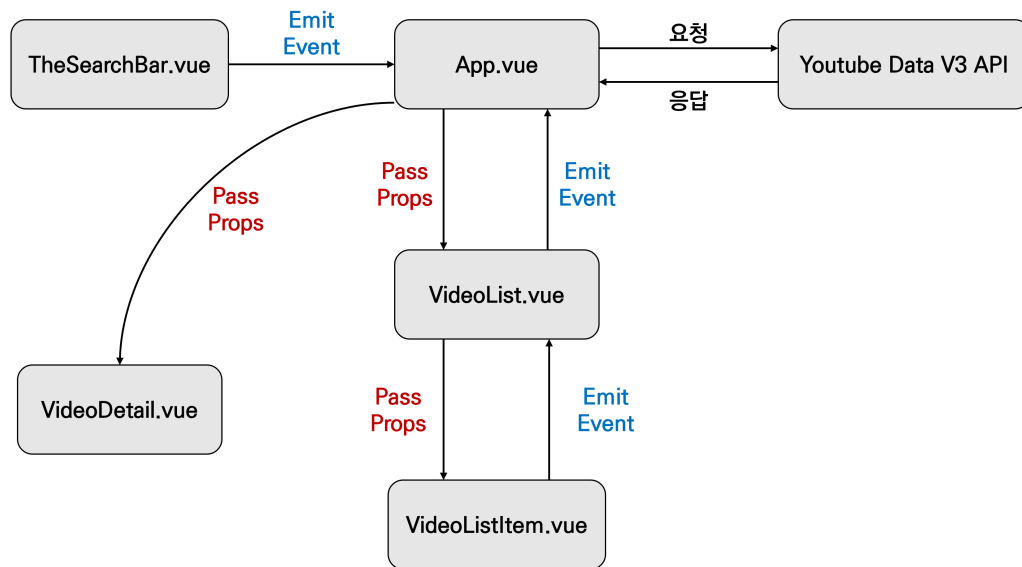 Emit
Event
요청
TheSearchBar.vue
App.vue
Youtube Data V3 API
응답
Pass
Props
Emit
Event
Pass
Props
VideoList.vue
Pass
Props
Emit
Event
VideoDetail.vue
VideoListItem.vue